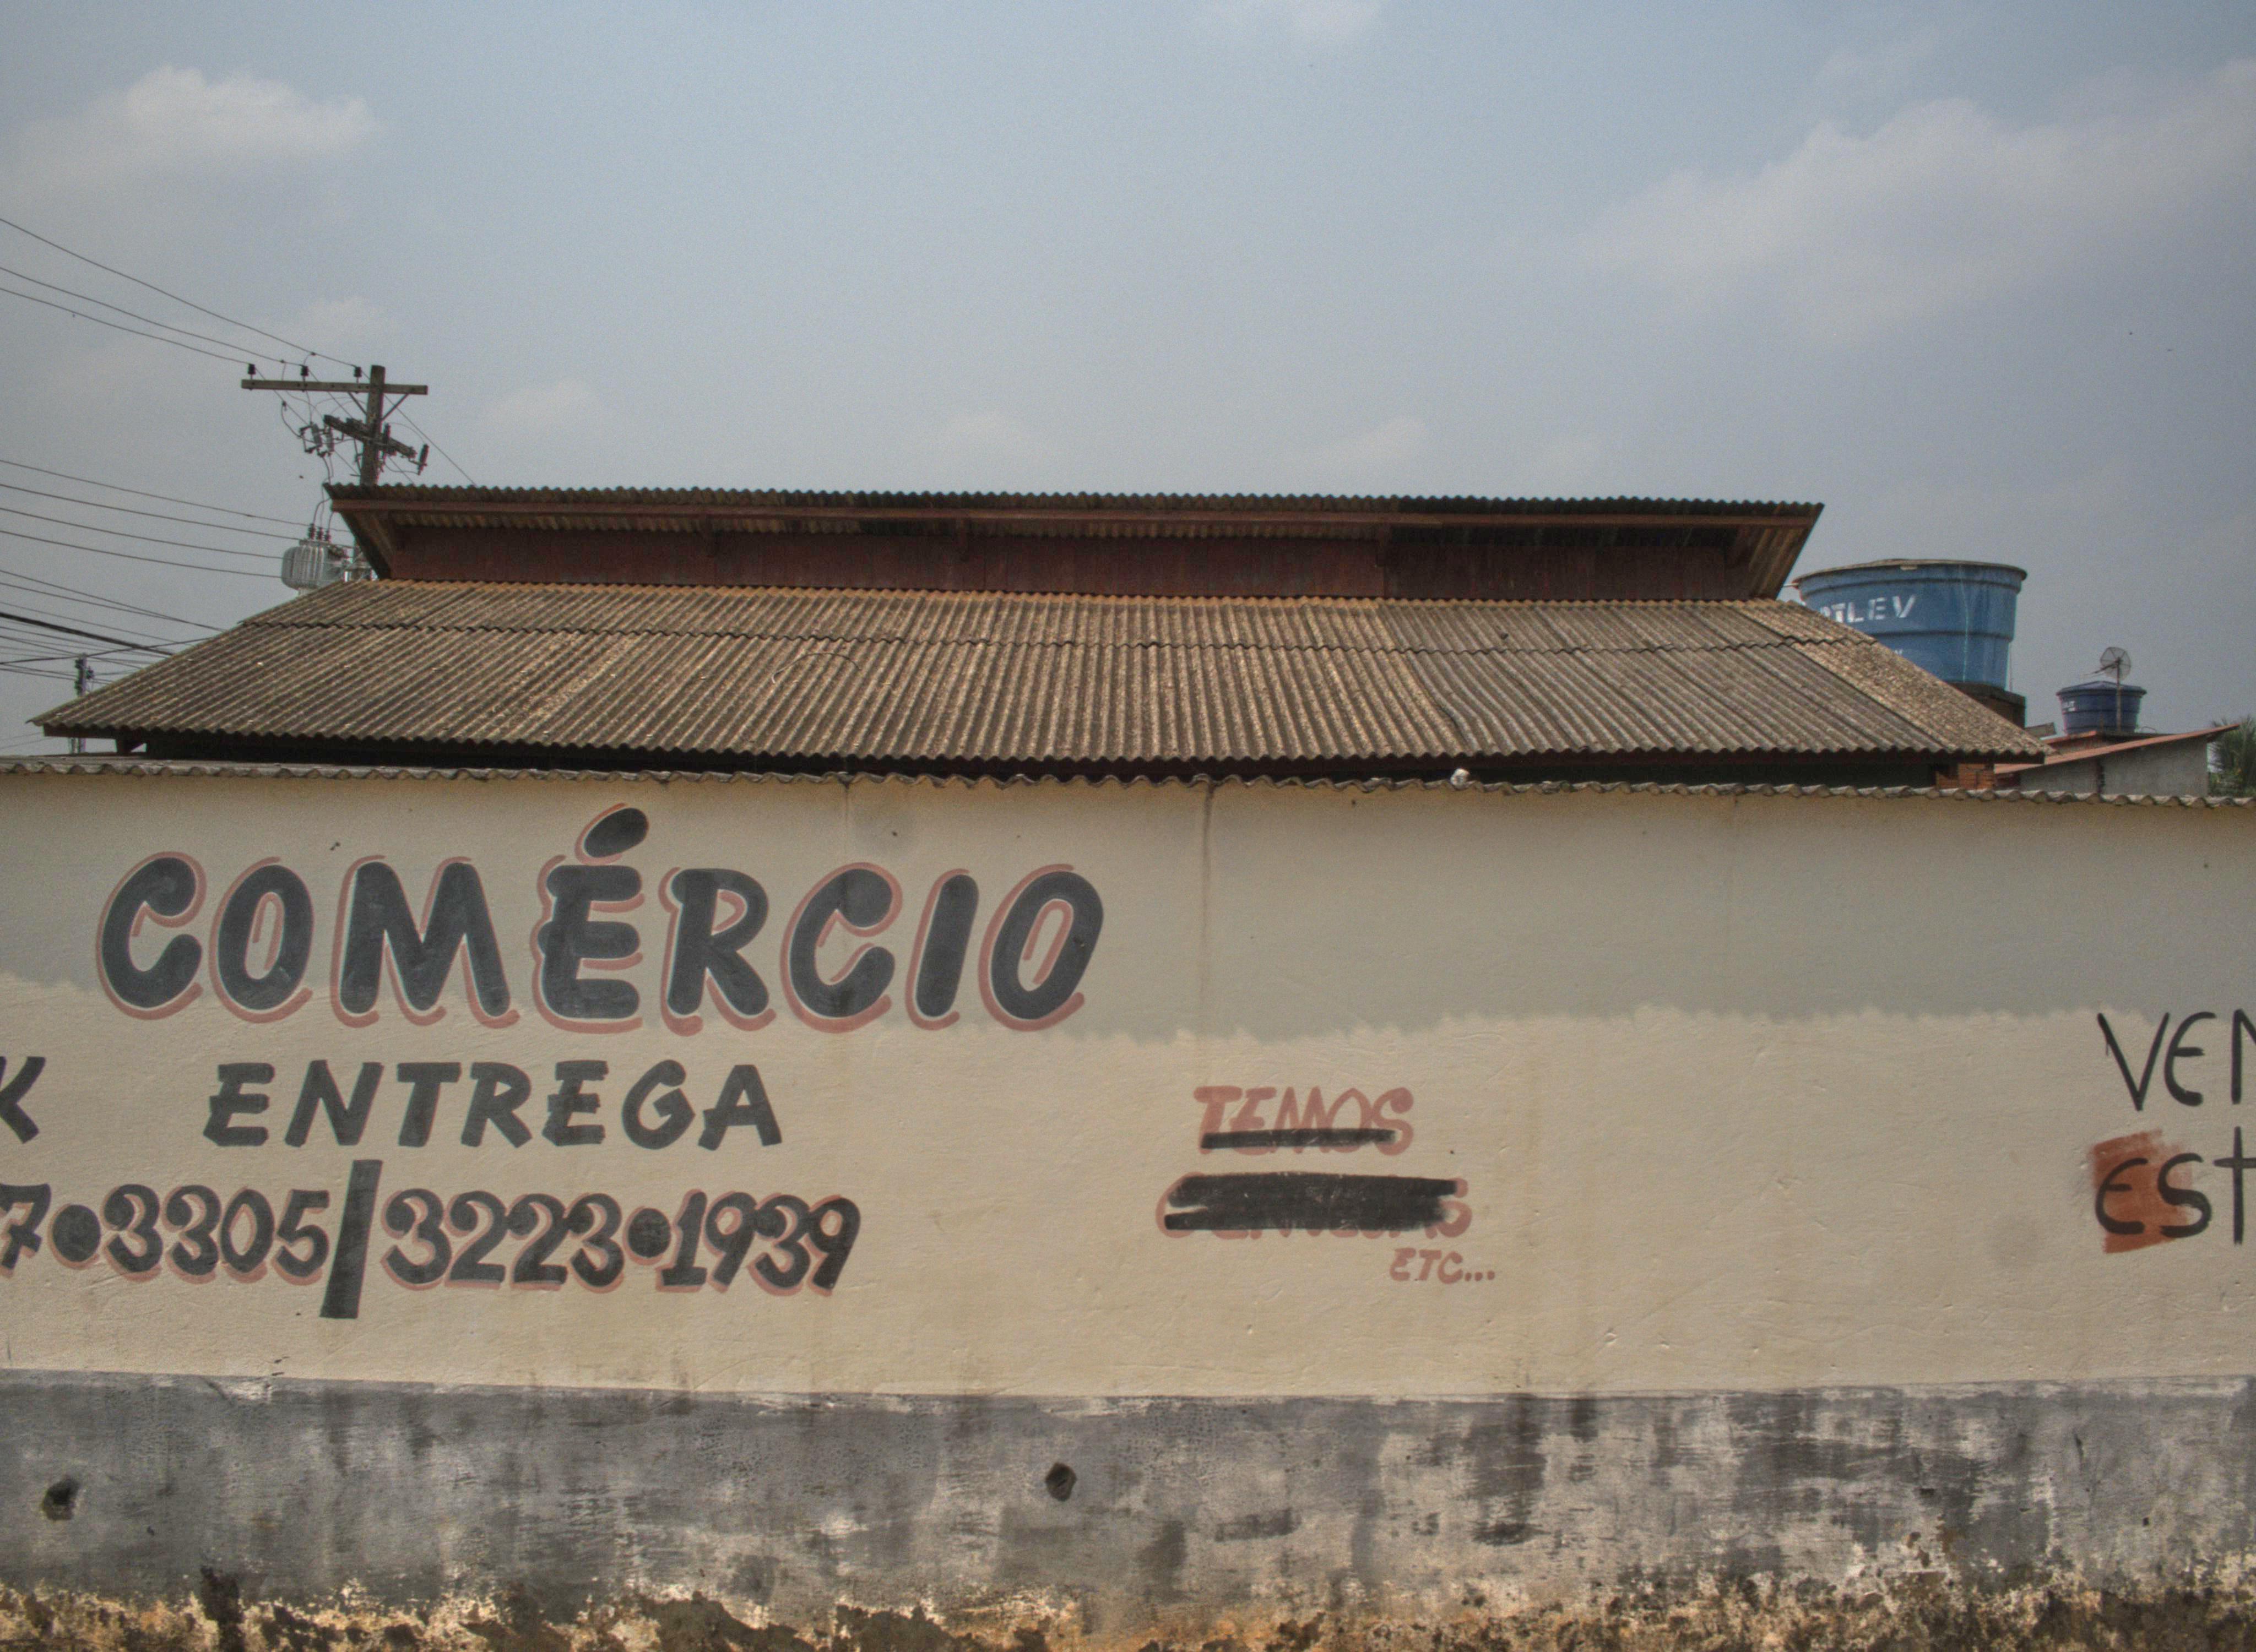 COMÉRCIO
ENTREGA
7•3305/3223•1939
TEMOS
ETC...
VEN
EST